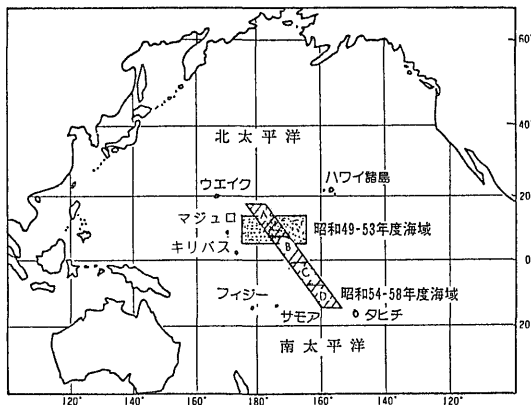 60°
北太平洋
40°
ウエイク
ハワイ諸島
20°
マジュロ
A
昭和49-53年度海域
キリバス
B
0°
C
フィジー
D
昭和54-58年度海域
サモア
タヒチ
20°
南太平洋
120° 140° 160° 180° 160° 140° 120°